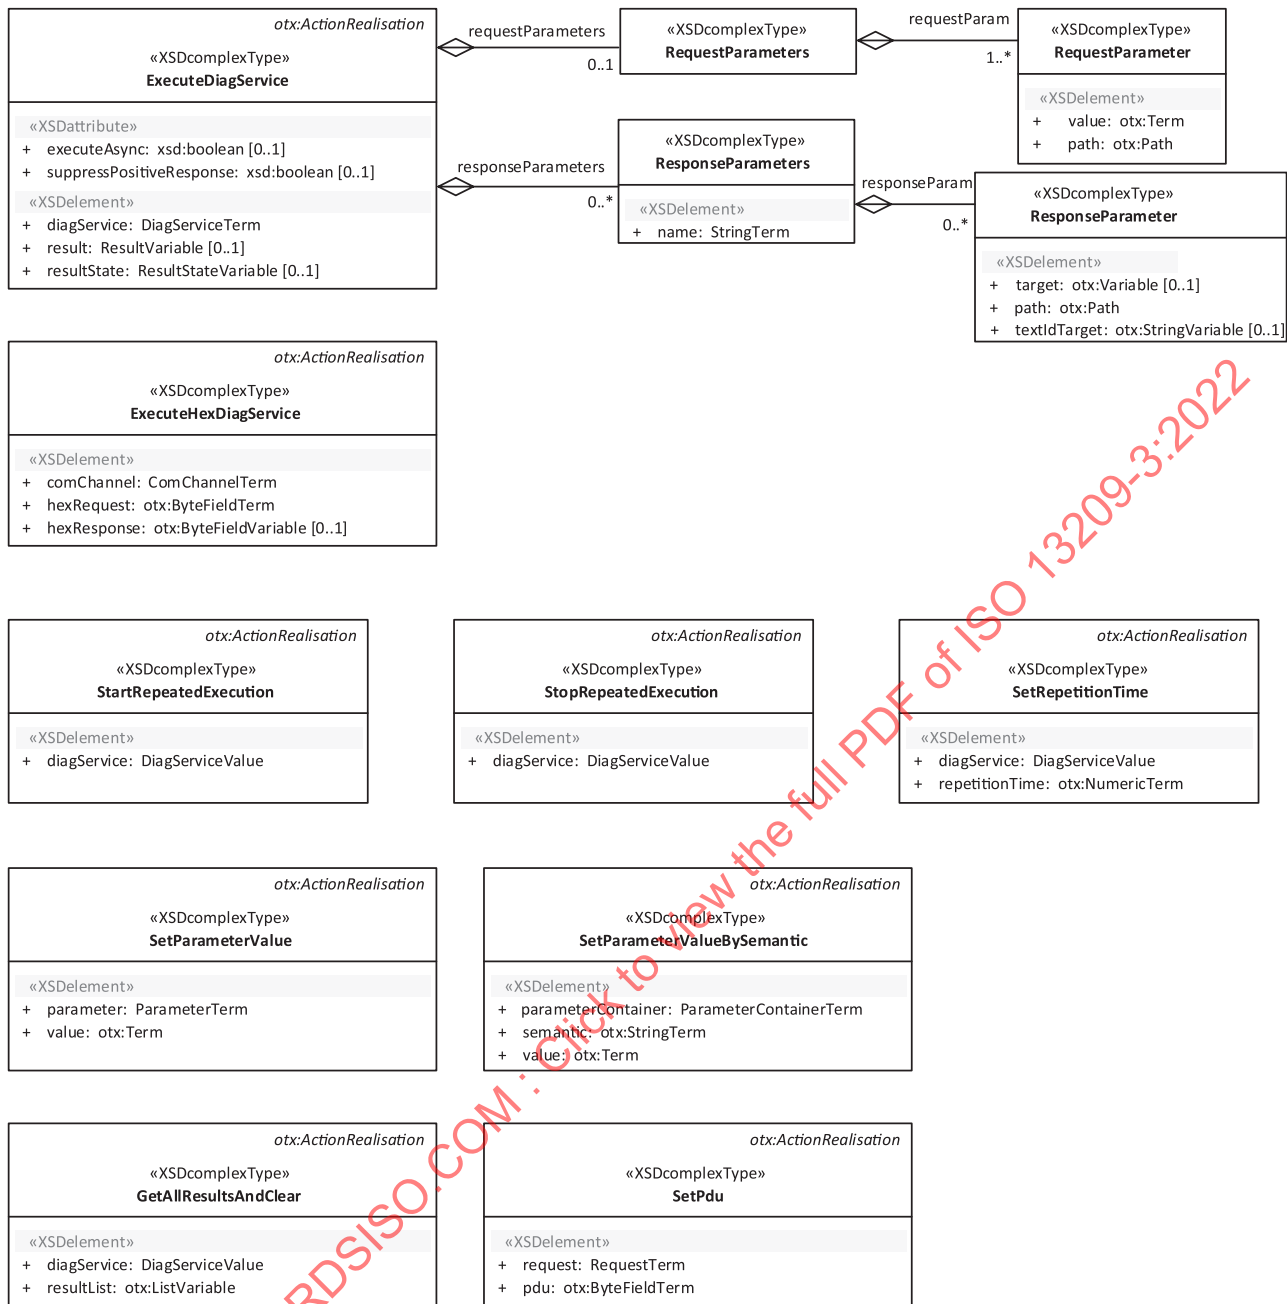 otx:ActionRealisation
«XSDcomplexType»
ExecuteDiagService
«XSDattribute»
+ executeAsync: xsd:boolean [0..1]
+ suppressPositiveResponse: xsd:boolean [0..1]
«XSDelement»
+ diagService: DiagServiceTerm
+ result: ResultVariable [0..1]
+ resultState: ResultStateVariable [0..1]
requestParameters
0..1
«XSDcomplexType»
RequestParameters
requestParam
1..*
«XSDcomplexType»
RequestParameter
«XSDelement»
+ value: otx:Term
+ path: otx:Path
responseParameters
0..*
«XSDcomplexType»
ResponseParameters
«XSDelement»
+ name: StringTerm
responseParam
0..*
«XSDcomplexType»
ResponseParameter
«XSDelement»
+ target: otx:Variable [0..1]
+ path: otx:Path
+ textIdTarget: otx:StringVariable [0..1]
otx:ActionRealisation
«XSDcomplexType»
ExecuteHexDiagService
«XSDelement»
+ comChannel: ComChannelTerm
+ hexRequest: otx:ByteFieldTerm
+ hexResponse: otx:ByteFieldVariable [0..1]
otx:ActionRealisation
«XSDcomplexType»
StartRepeatedExecution
«XSDelement»
+ diagService: DiagServiceValue
otx:ActionRealisation
«XSDcomplexType»
StopRepeatedExecution
«XSDelement»
+ diagService: DiagServiceValue
otx:ActionRealisation
«XSDcomplexType»
SetRepetitionTime
«XSDelement»
+ diagService: DiagServiceValue
+ repetitionTime: otx:NumericTerm
otx:ActionRealisation
«XSDcomplexType»
SetParameterValue
«XSDelement»
+ parameter: ParameterTerm
+ value: otx:Term
otx:ActionRealisation
«XSDcomplexType»
SetParameterValueBySemantic
«XSDelement»
+ parameterContainer: ParameterContainerTerm
+ semantic: otx:StringTerm
+ value: otx:Term
otx:ActionRealisation
«XSDcomplexType»
GetAllResultsAndClear
«XSDelement»
+ diagService: DiagServiceValue
+ resultList: otx:ListVariable
otx:ActionRealisation
«XSDcomplexType»
SetPdu
«XSDelement»
+ request: RequestTerm
+ pdu: otx:ByteFieldTerm
RDSISO.COM : Click to view the full PDF of ISO 13209-3:2022